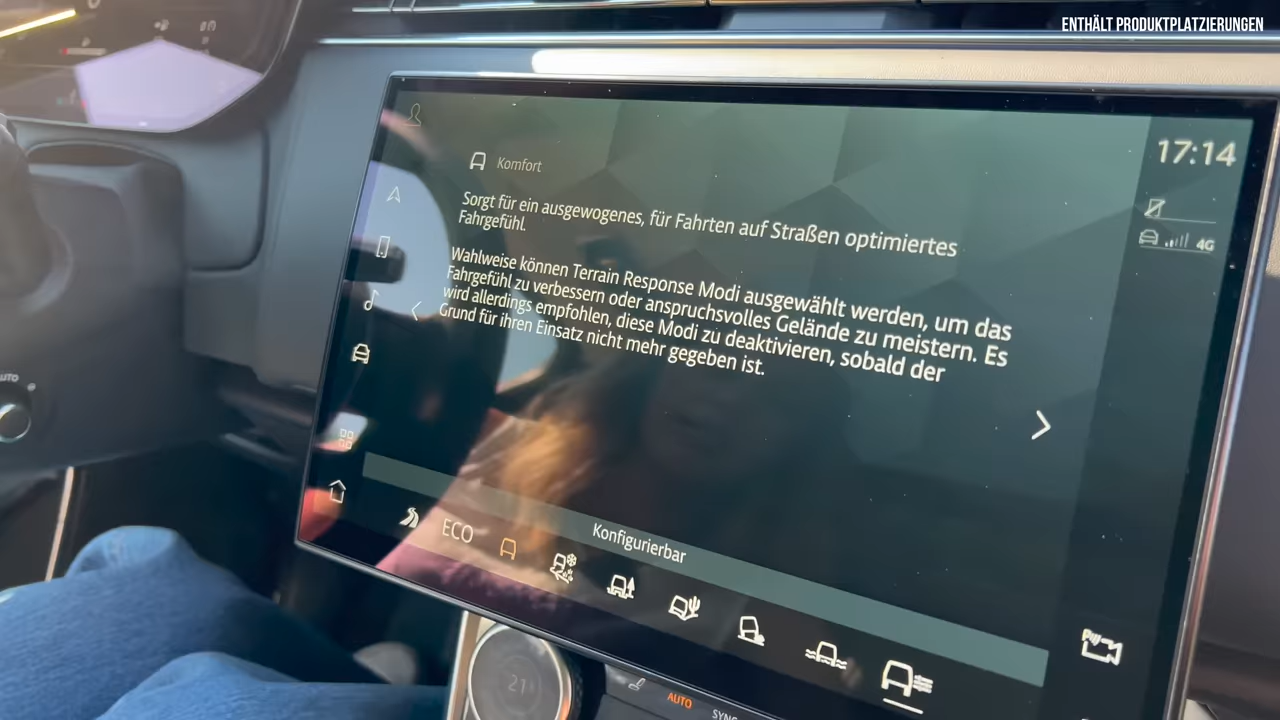 ENTHÄLT PRODUKTPLATZIERUNGEN
17:14
Komfort
Sorgt für ein ausgewogenes, für Fahrten auf Straßen optimiertes
Fahrgefühl.
Wahlweise können Terrain Response Modi ausgewählt werden, um das
Fahrgefühl zu verbessern oder anspruchsvolles Gelände zu meistern. Es
wird allerdings empfohlen, diese Modi zu deaktivieren, sobald der
Grund für ihren Einsatz nicht mehr gegeben ist.
4G
Konfigurierbar
ECO
21
AUTO
SYNC